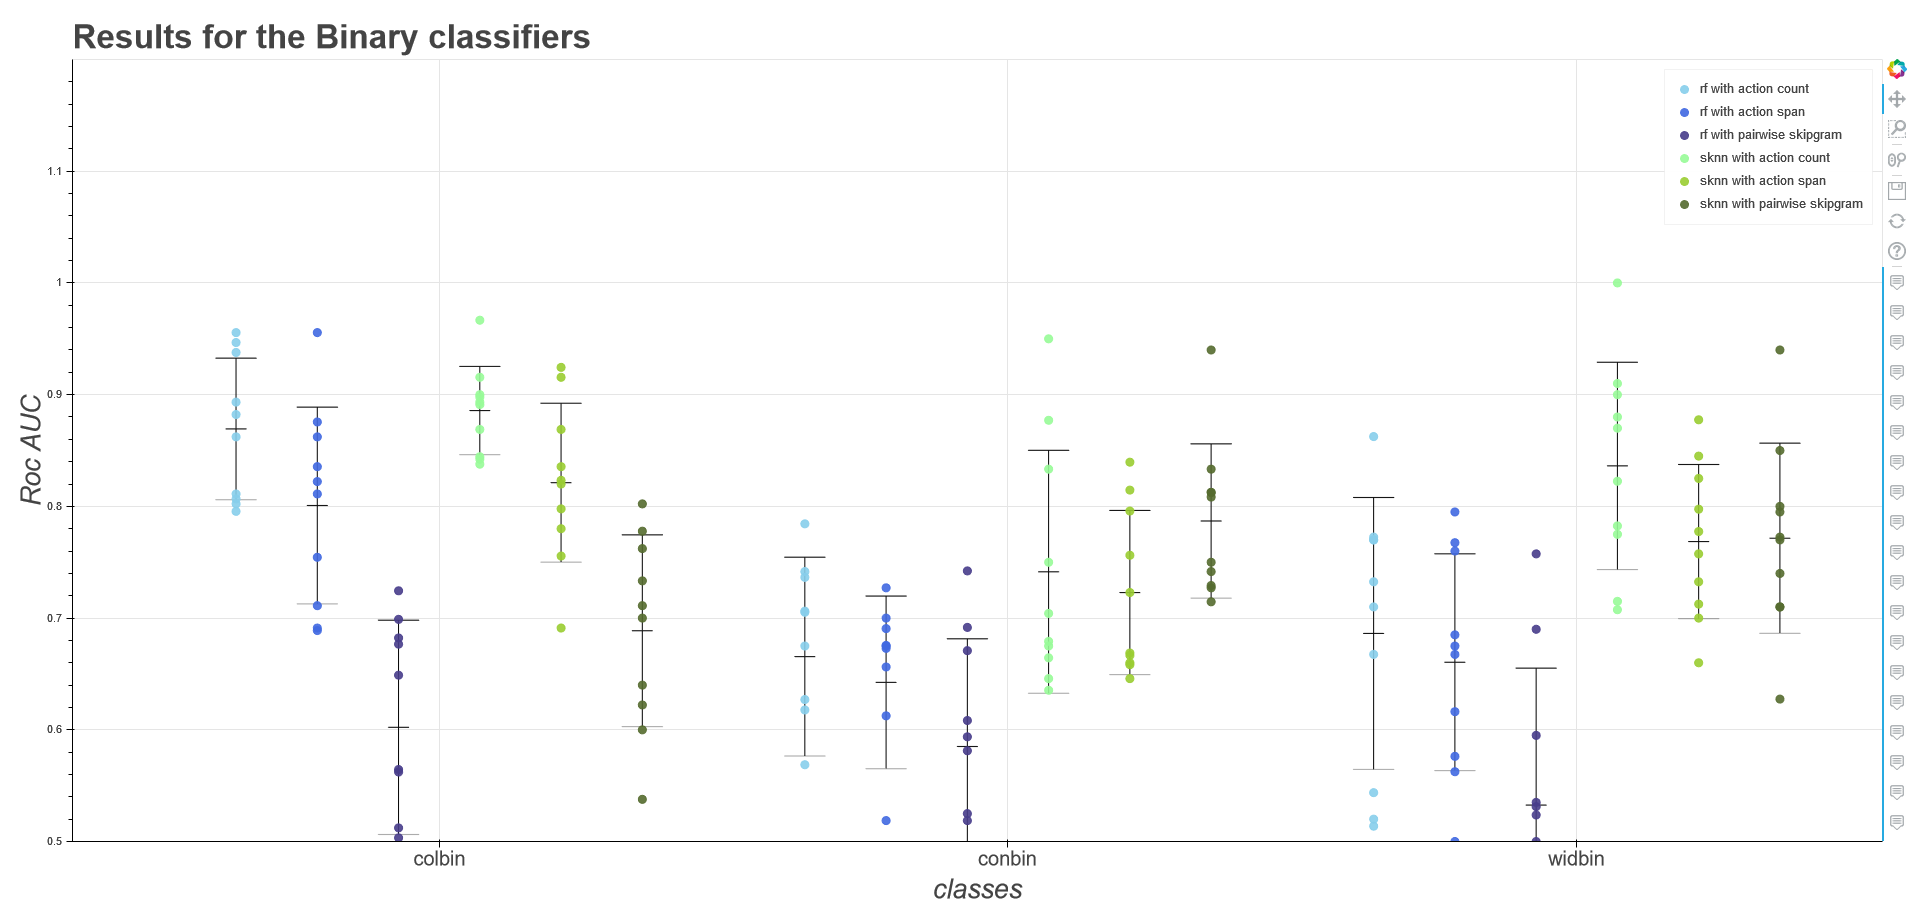 Results for the Binary classifiers
rf with action count
rf with action span
rf with pairwise skipgram
sknn with action count
sknn with action span
sknn with pairwise skipgram
1.1
1
0.9
0.8
0.7
0.6
0.5
Roc AUC
colbin
conbin
widbin
classes